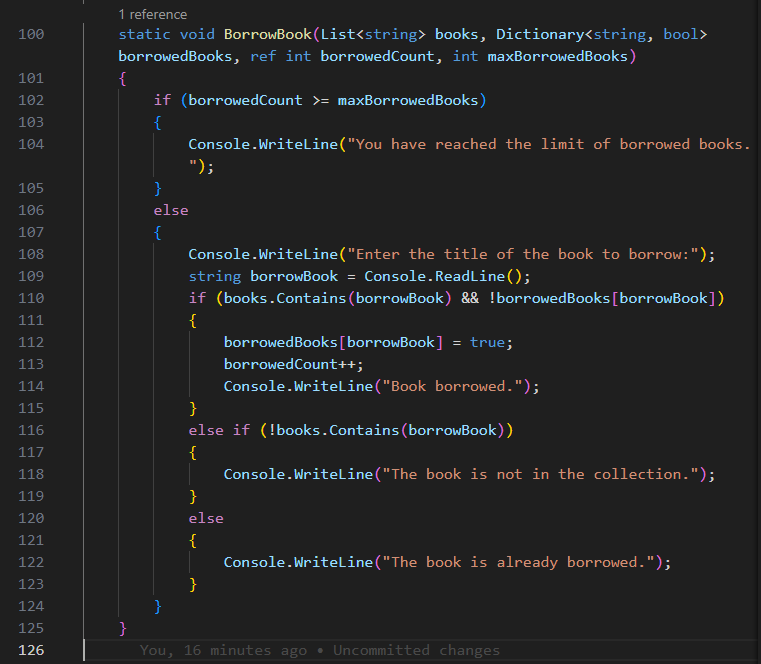 1 reference
100 static void BorrowBook(List<string> books, Dictionary<string, bool>
borrowedBooks, ref int borrowedCount, int maxBorrowedBooks)
101 {
102 if (borrowedCount >= maxBorrowedBooks)
103 {
104 Console.WriteLine("You have reached the limit of borrowed books.
");
105 }
106 else
107 {
108 Console.WriteLine("Enter the title of the book to borrow:");
109 string borrowBook = Console.ReadLine();
110 if (books.Contains(borrowBook) && !borrowedBooks[borrowBook])
111 {
112 borrowedBooks[borrowBook] = true;
113 borrowedCount++;
114 Console.WriteLine("Book borrowed.");
115 }
116 else if (!books.Contains(borrowBook))
117 {
118 Console.WriteLine("The book is not in the collection.");
119 }
120 else
121 {
122 Console.WriteLine("The book is already borrowed.");
123 }
124 }
125 }
126 You, 16 minutes ago • Uncommitted changes